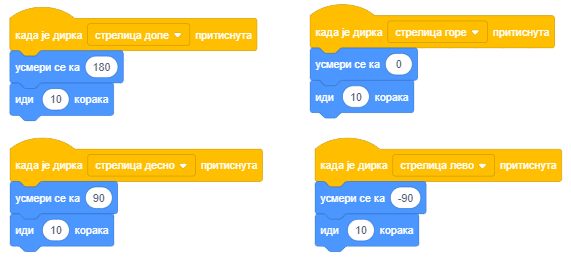 када је дирка стрелица доле притиснута
усмери се ка 180
иди 10 корака
када је дирка стрелица горе притиснута
усмери се ка 0
иди 10 корака
када је дирка стрелица десно притиснута
усмери се ка 90
иди 10 корака
када је дирка стрелица лево притиснута
усмери се ка -90
иди 10 корака